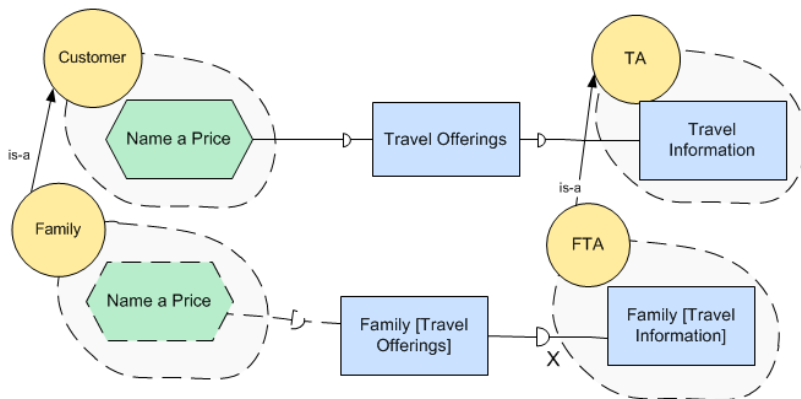 Customer
TA
Name a Price
Travel Offerings
Travel
Information
is-a
is-a
Family
FTA
Name a Price
Family [Travel
Offerings]
X
Family [Travel
Information]